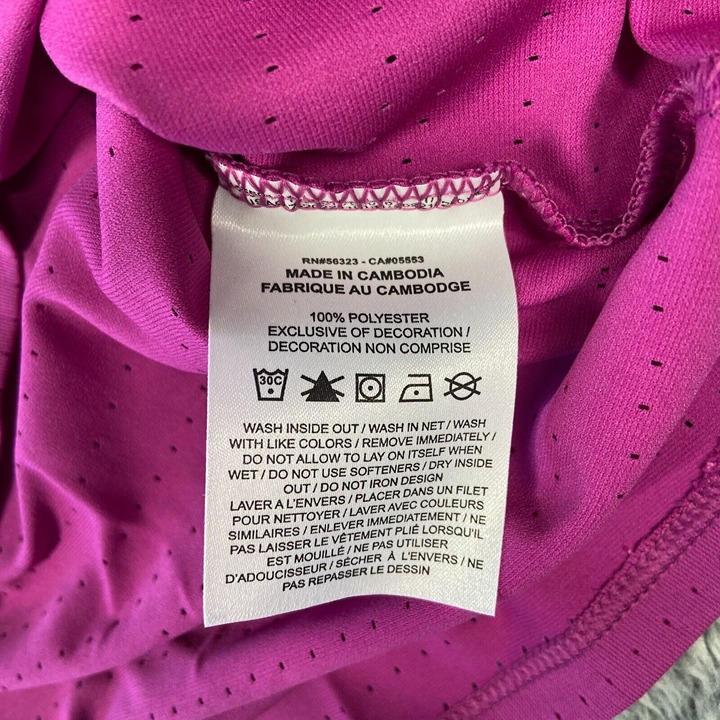 RN#56323 - CA#05553
MADE IN CAMBODIA
FABRIQUE AU CAMBODGE
100% POLYESTER
EXCLUSIVE OF DECORATION /
DECORATION NON COMPRISE
30C
WASH INSIDE OUT / WASH IN NET / WASH
WITH LIKE COLORS / REMOVE IMMEDIATELY /
DO NOT ALLOW TO LAY ON ITSELF WHEN
WET / DO NOT USE SOFTENERS / DRY INSIDE
OUT / DO NOT IRON DESIGN
LAVER A L'ENVERS / PLACER DANS UN FILET
POUR NETTOYER / LAVER AVEC COULEURS
SIMILAIRES / ENLEVER IMMEDIATEMENT / NE
PAS LAISSER LE VÊTEMENT PLIÉ LORSQU'IL
EST MOUILLÉ / NE PAS UTILISER
D'ADOUCISSEUR / SÉCHER À L'ENVERS / NE
PAS REPASSER LE DESSIN